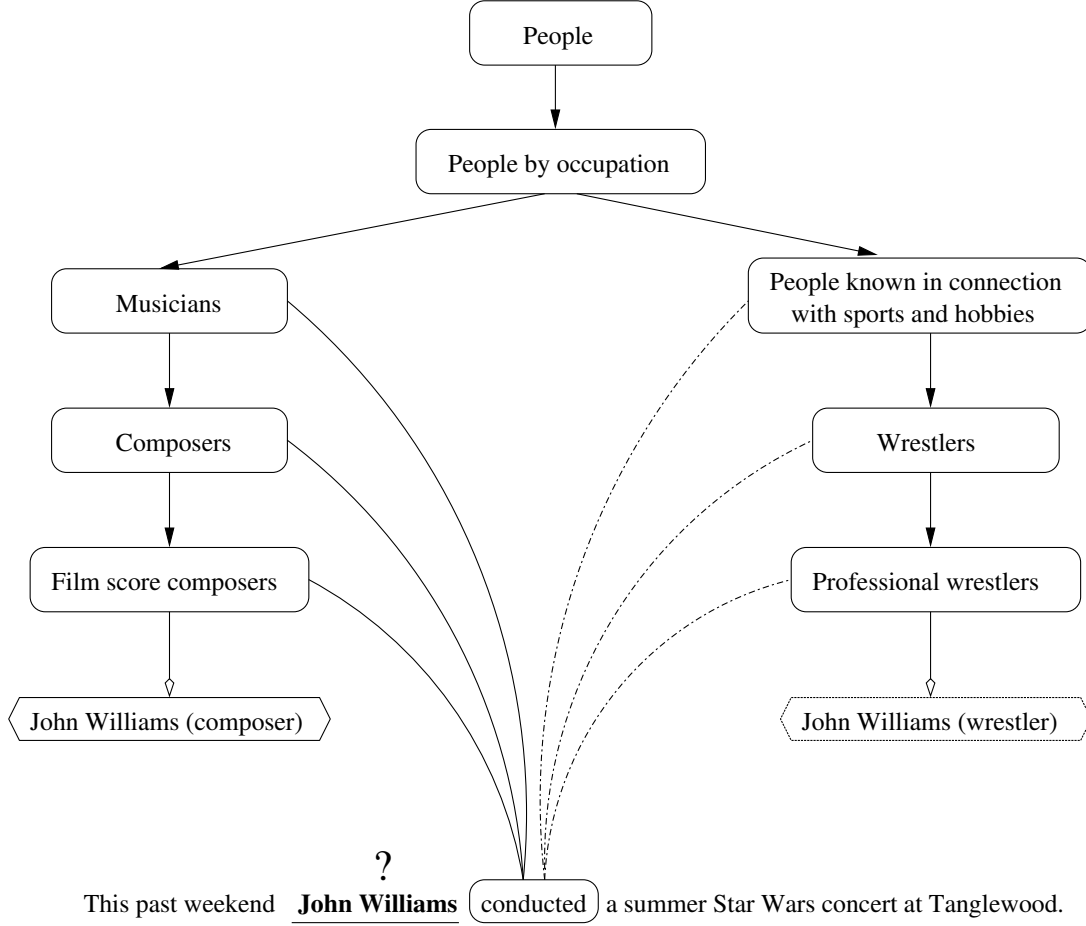 People
People by occupation
Musicians
People known in connection
with sports and hobbies
Composers
Wrestlers
Film score composers
Professional wrestlers
John Williams (composer)
John Williams (wrestler)
?
This past weekend John Williams conducted a summer Star Wars concert at Tanglewood.